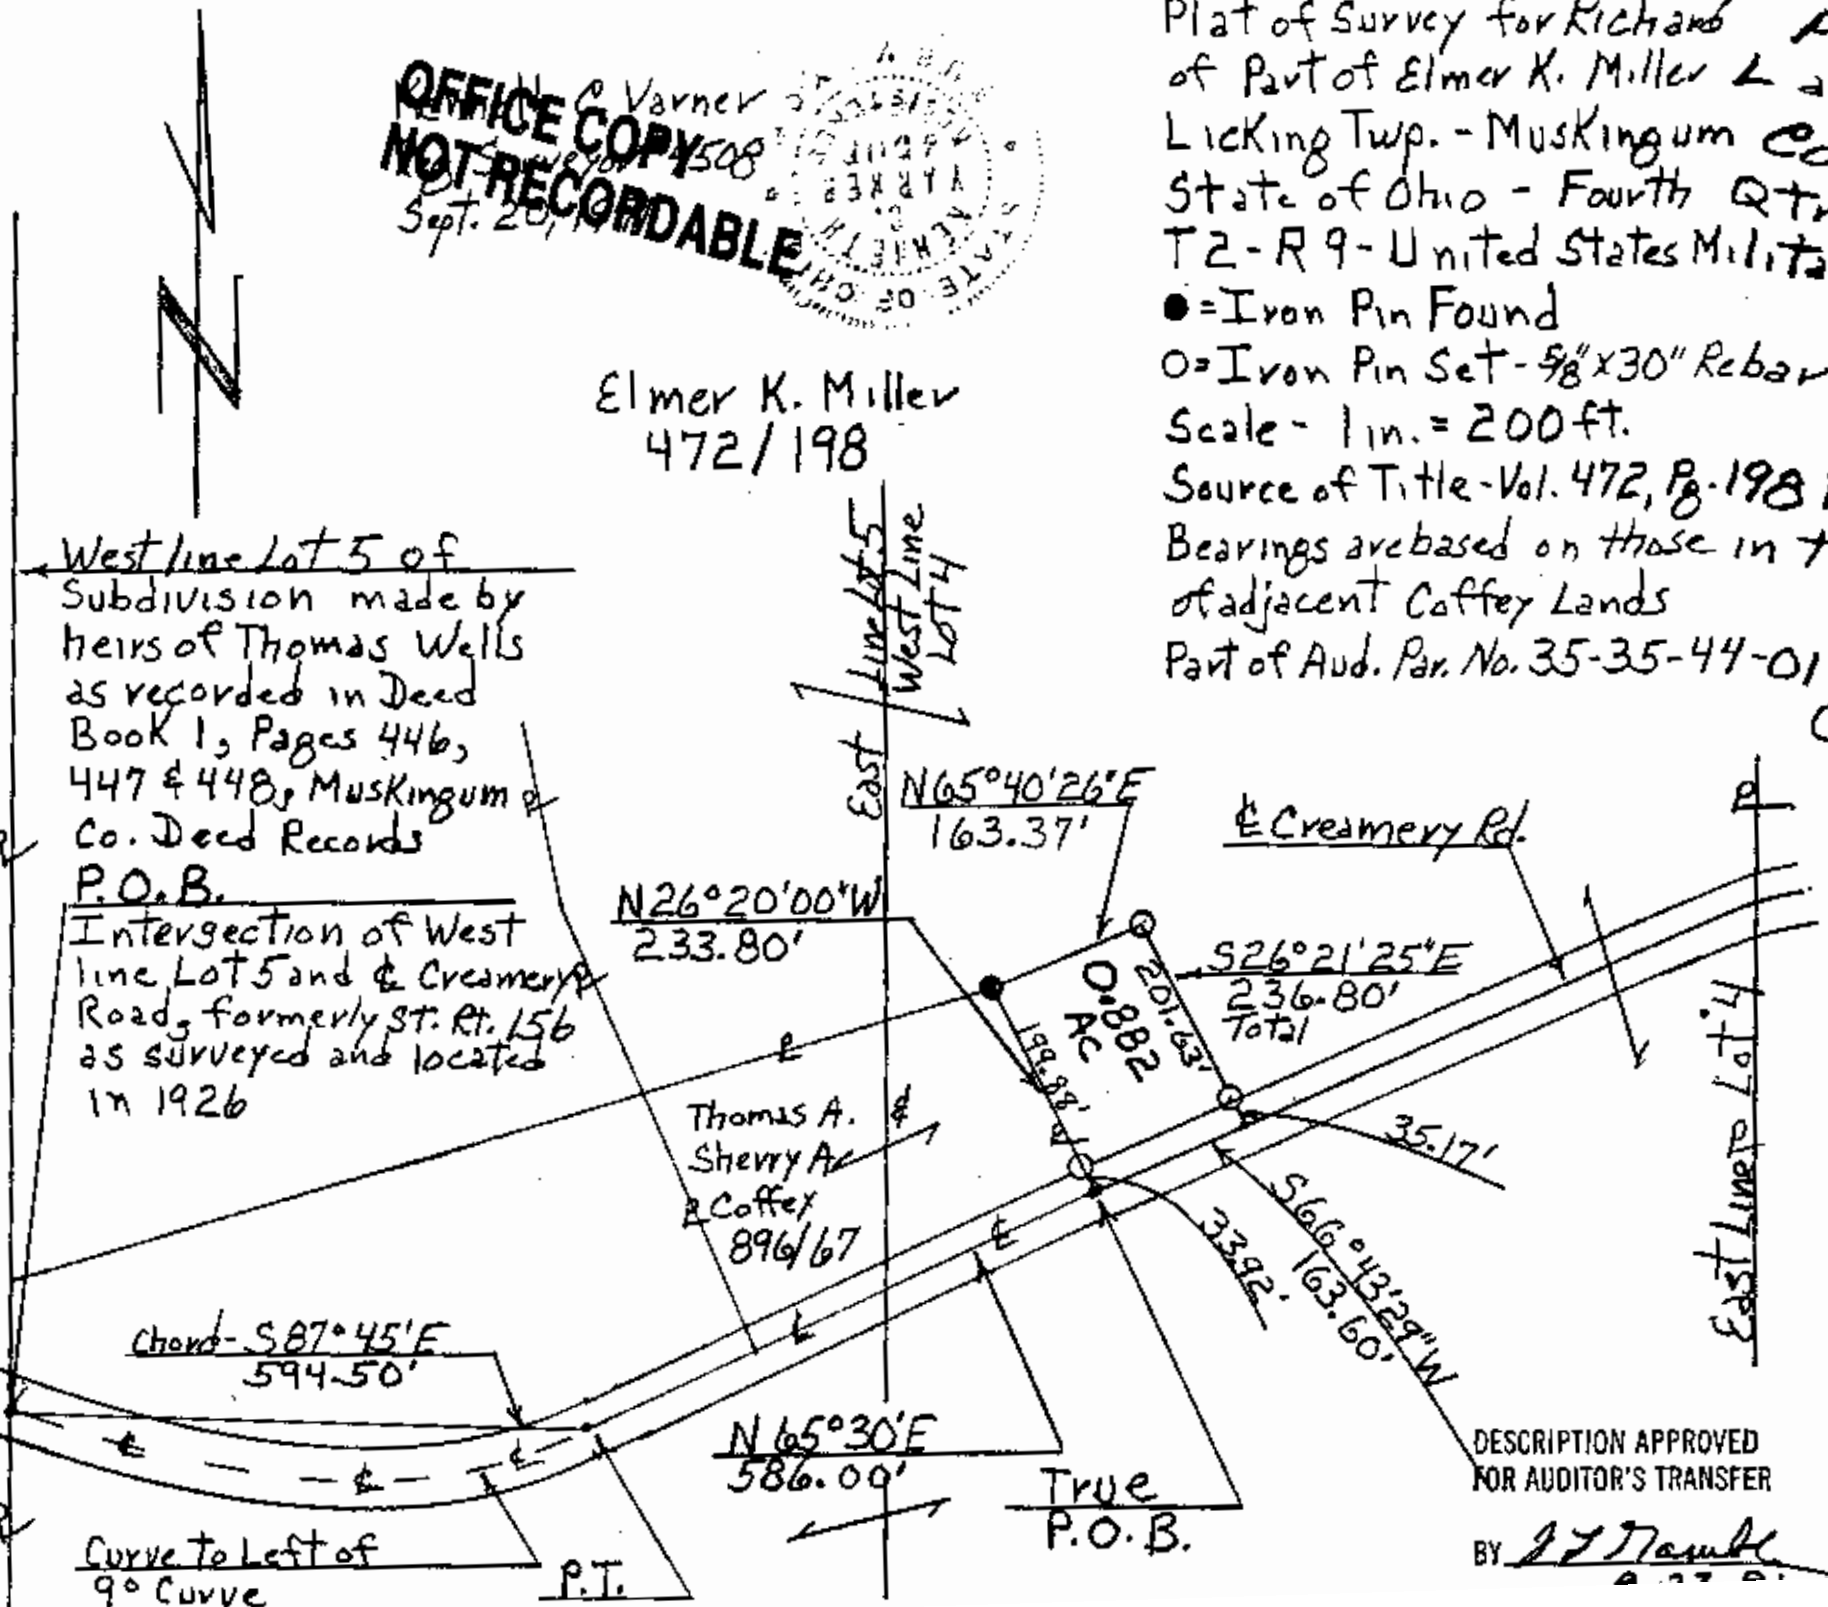 Plat of Survey for Richard
of Part of Elmer K. Miller L
Licking Twp. - Muskingum Co
State of Ohio - Fourth Qtr
T2-R9-United States Milita
●=Iron Pin Found
O=Iron Pin Set-5/8"x30" Rebar
Scale - 1 in. = 200 ft.
Source of Title-Vol. 472, Pg. 198
Bearings are based on those in
of adjacent Coffey Lands
Part of Aud. Par. No. 35-35-44-01
OFFICE COPY
NOT RECORDABLE
C Varner
508
Sept. 20,
STATE OF OHIO
KENNETH
C.
VARNER
N
Elmer K. Miller
472/198
West line Lot 5 of
Subdivision made by
heirs of Thomas Wells
as recorded in Deed
Book 1, Pages 446,
447 & 448, Muskingum
Co. Deed Records
P.O.B.
Intersection of West
line Lot 5 and ℄ Creamery
Road, formerly St. Rt. 156
as surveyed and located
in 1926
East Line Lot 5
West Line
Lot 4
N65°40'26"E
163.37'
℄ Creamery Rd.
N26°20'00"W
233.80'
S26°21'25"E
236.80'
Total
201.63'
0.882
AC
199.88'
35.17'
33.92'
S66°43'29"W
163.60'
East Line Lot 4
Thomas A. &
Sherry A.
Coffey
896/67
Chord-S87°45'E
594.50'
℄
℄
℄
℄
℄
N65°30'E
586.00'
True
P.O.B.
Curve to Left of
9° Curve
P.T.
DESCRIPTION APPROVED
FOR AUDITOR'S TRANSFER
BY